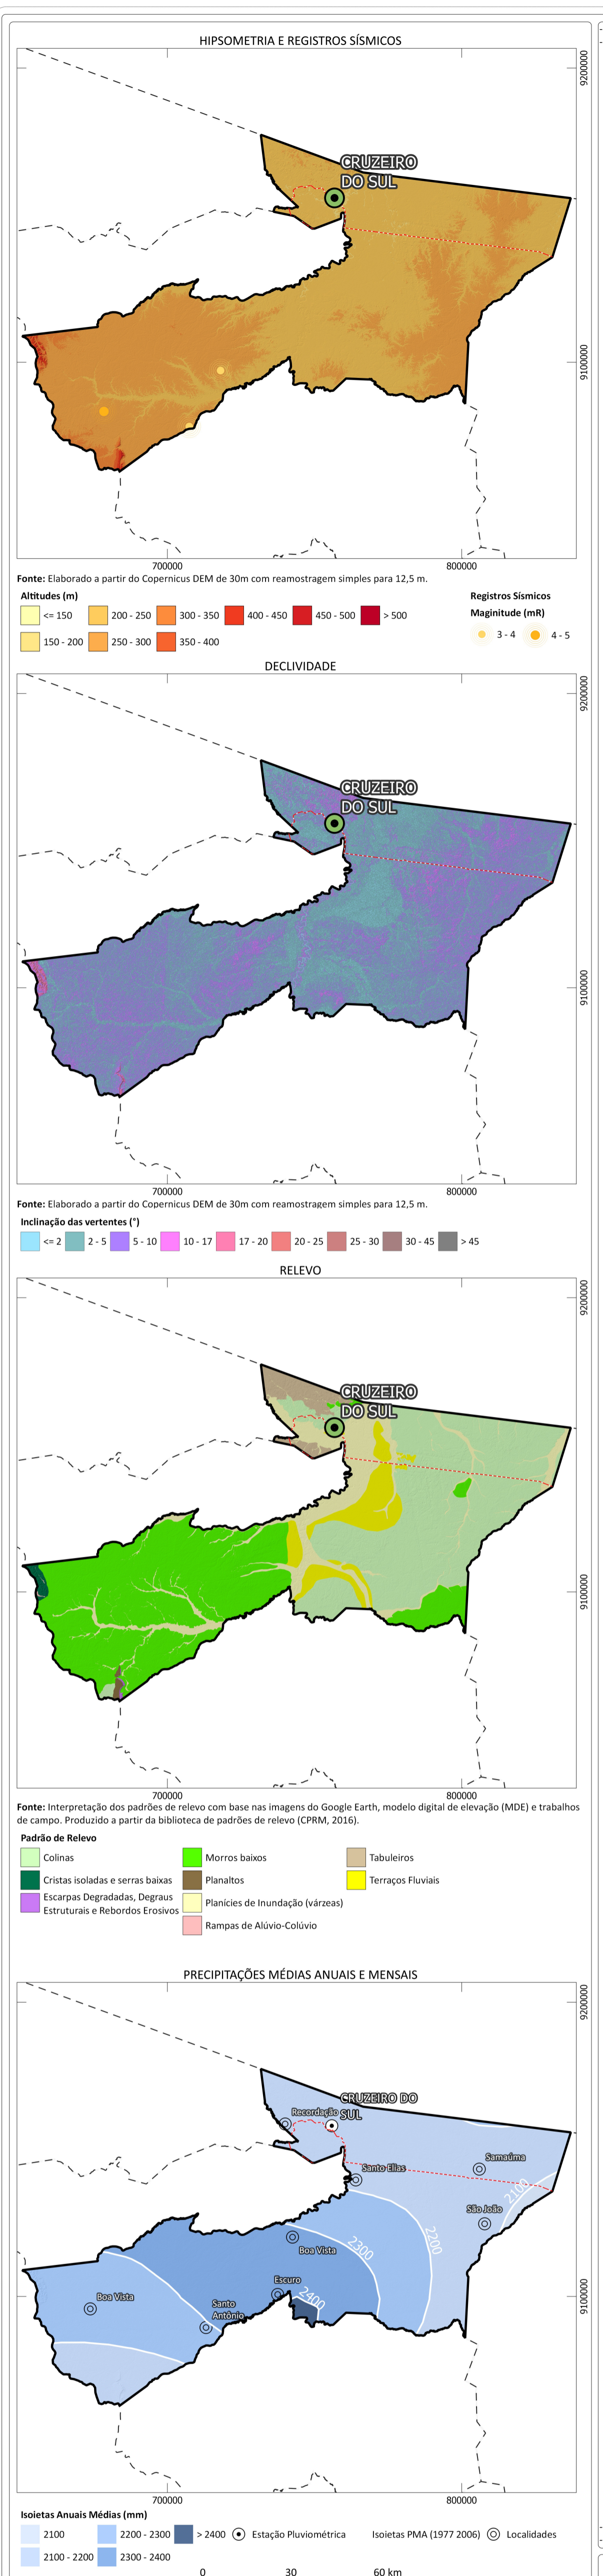 HIPSOMETRIA E REGISTROS SÍSMICOS
9200000
CRUZEIRO
DO SUL
9100000
700000
800000
Fonte: Elaborado a partir do Copernicus DEM de 30m com reamostragem simples para 12,5 m.
Altitudes (m)
<= 150
200 - 250
300 - 350
400 - 450
450 - 500
> 500
150 - 200
250 - 300
350 - 400
Registros Sísmicos
Maginitude (mR)
3 - 4
4 - 5
DECLIVIDADE
9200000
CRUZEIRO
DO SUL
9100000
700000
800000
Fonte: Elaborado a partir do Copernicus DEM de 30m com reamostragem simples para 12,5 m.
Inclinação das vertentes (°)
<= 2
2 - 5
5 - 10
10 - 17
17 - 20
20 - 25
25 - 30
30 - 45
> 45
RELEVO
9200000
CRUZEIRO
DO SUL
9100000
700000
800000
Fonte: Interpretação dos padrões de relevo com base nas imagens do Google Earth, modelo digital de elevação (MDE) e trabalhos
de campo. Produzido a partir da biblioteca de padrões de relevo (CPRM, 2016).
Padrão de Relevo
Colinas
Morros baixos
Tabuleiros
Cristas isoladas e serras baixas
Planaltos
Terraços Fluviais
Escarpas Degradadas, Degraus
Estruturais e Rebordos Erosivos
Planícies de Inundação (várzeas)
Rampas de Alúvio-Colúvio
PRECIPITAÇÕES MÉDIAS ANUAIS E MENSAIS
9200000
CRUZEIRO DO
SUL
Recordação
Santo Elias
Samaúma
2100
São João
2200
2300
Boa Vista
Escuro
2400
Boa Vista
Santo
Antônio
9100000
700000
800000
Isoietas Anuais Médias (mm)
2100
2200 - 2300
> 2400
Estação Pluviométrica
Isoietas PMA (1977 2006)
Localidades
2100 - 2200
2300 - 2400
0
30
60 km